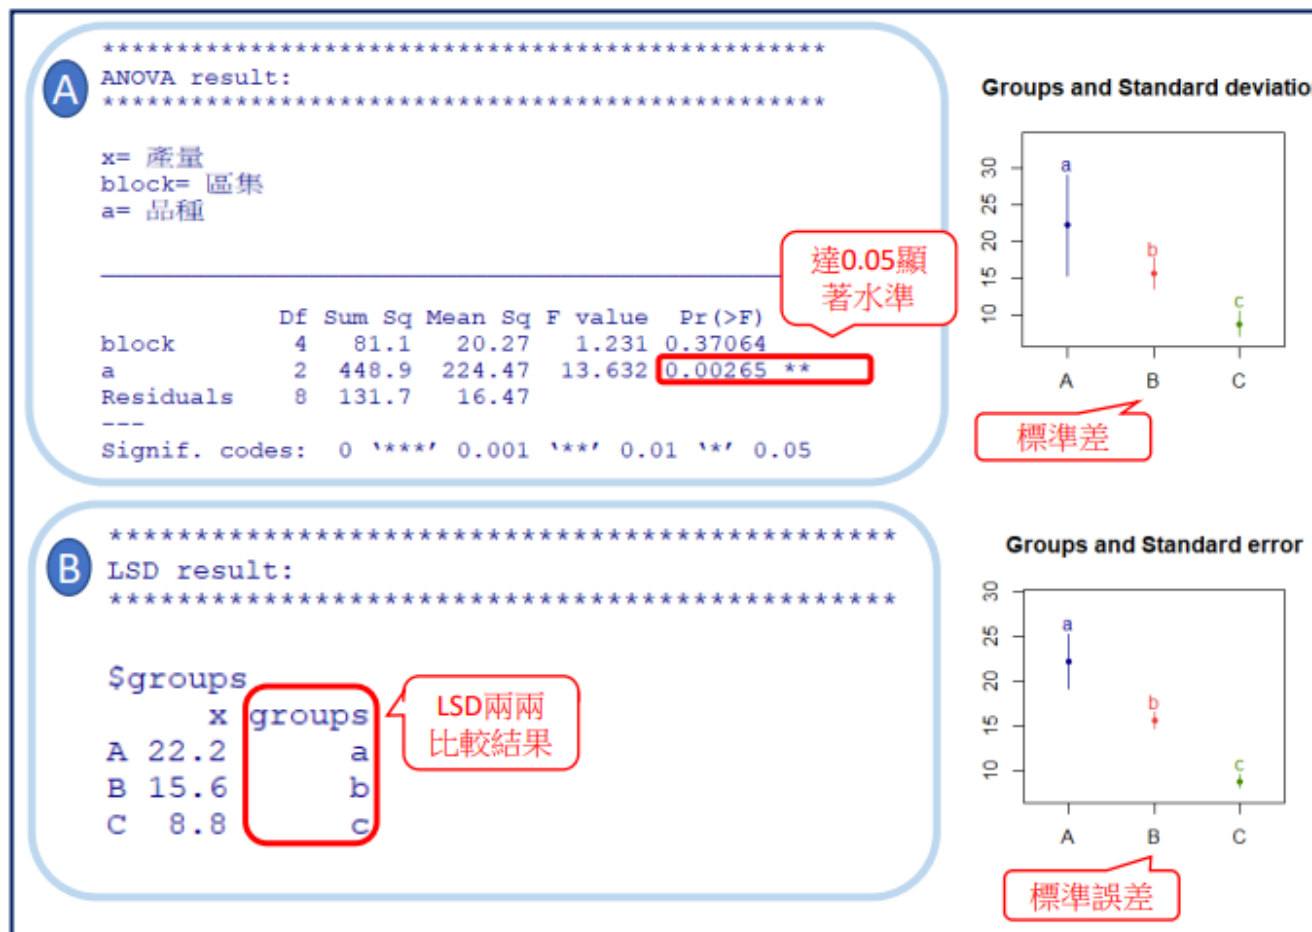 A
**************************************************
ANOVA result:
**************************************************
x= 產量
block= 區集
a= 品種
達0.05顯
著水準
Df Sum Sq Mean Sq F value Pr(>F)
block 4 81.1 20.27 1.231 0.37064
a 2 448.9 224.47 13.632 0.00265 **
Residuals 8 131.7 16.47
---
Signif. codes: 0 ‘***’ 0.001 ‘**’ 0.01 ‘*’ 0.05
Groups and Standard deviatio
30
25
20
15
10
a
b
c
A B C
標準差
B
**************************************************
LSD result:
**************************************************
$groups
x groups
A 22.2 a
B 15.6 b
C 8.8 c
LSD兩兩
比較結果
Groups and Standard error
30
25
20
15
10
a
b
c
A B C
標準誤差